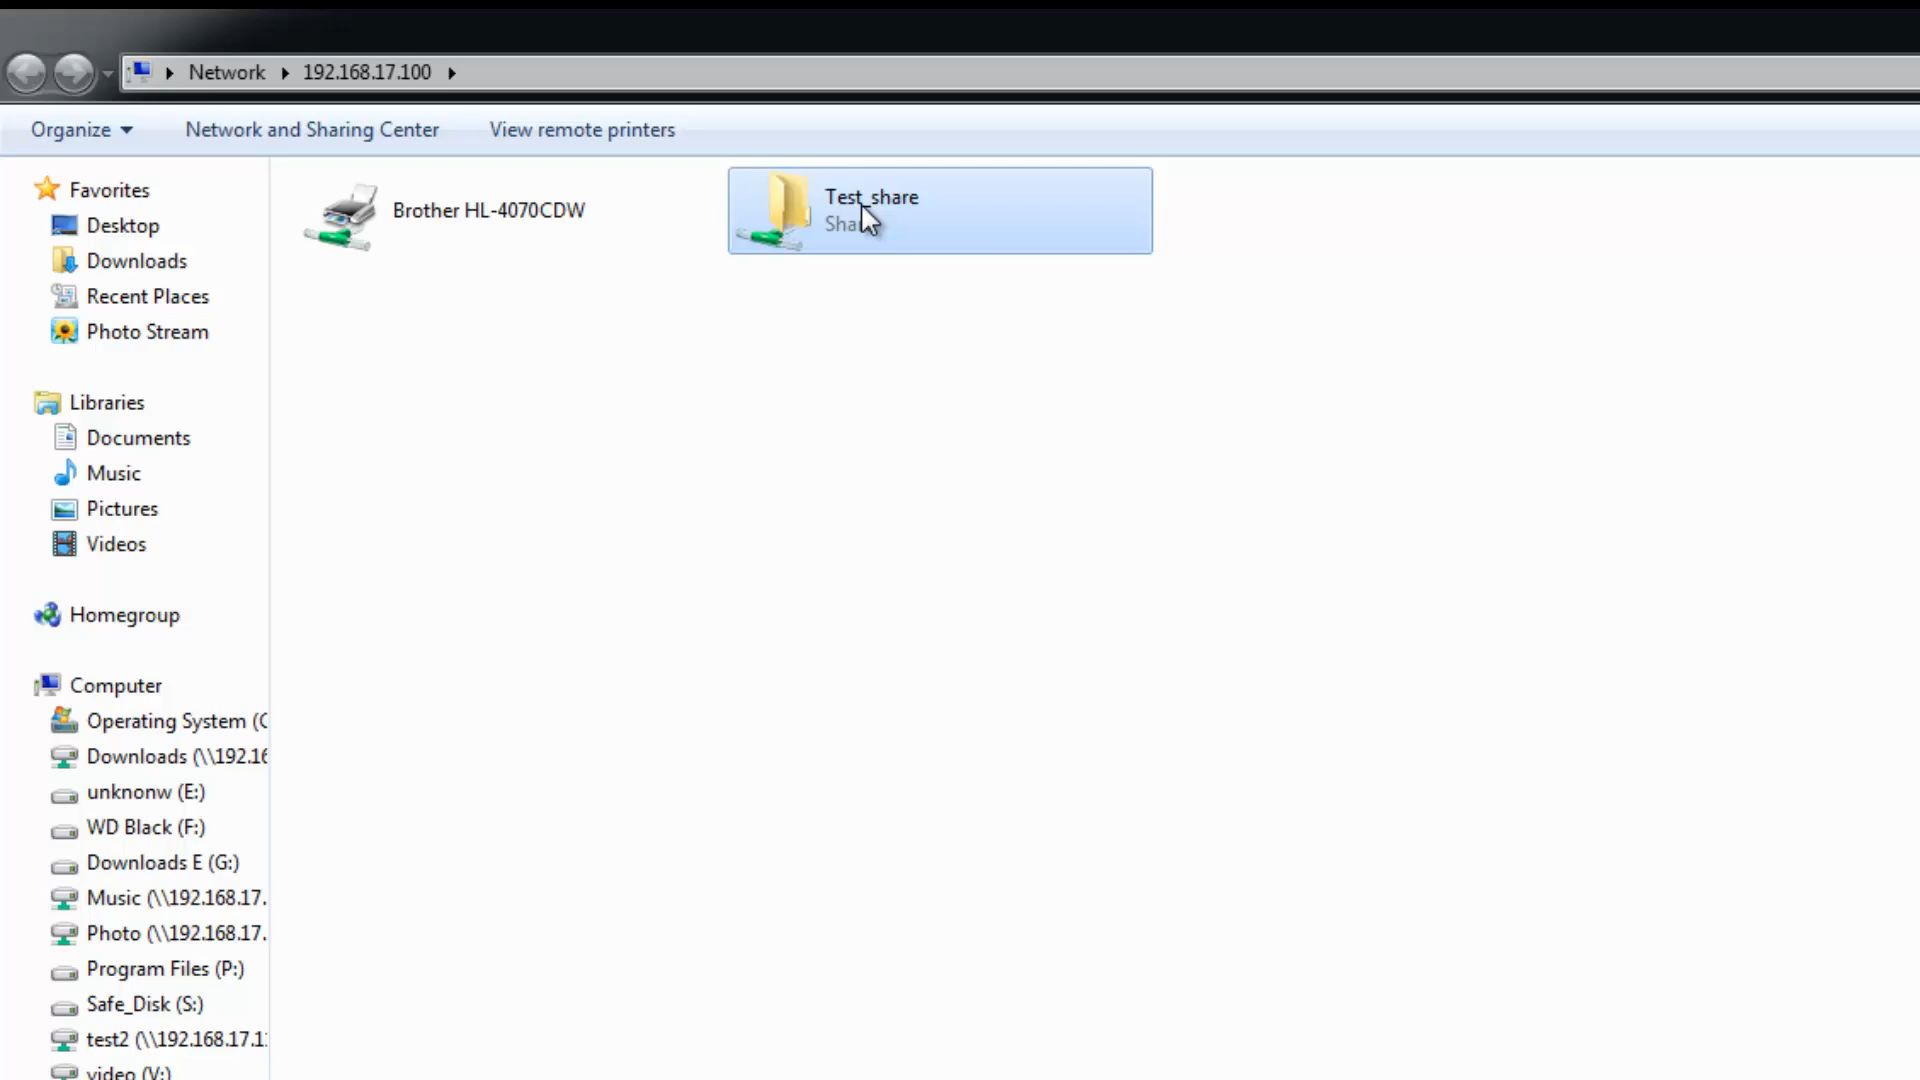 Network 192.168.17.100
Organize Network and Sharing Center View remote printers
Favorites
Desktop
Downloads
Recent Places
Photo Stream
Libraries
Documents
Music
Pictures
Videos
Homegroup
Computer
Operating System (C
Downloads (\\192.16
unknonw (E:)
WD Black (F:)
Downloads E (G:)
Music (\\192.168.17.
Photo (\\192.168.17.
Program Files (P:)
Safe_Disk (S:)
test2 (\\192.168.17.1
video (V:)
Brother HL-4070CDW
Test_share
Sha